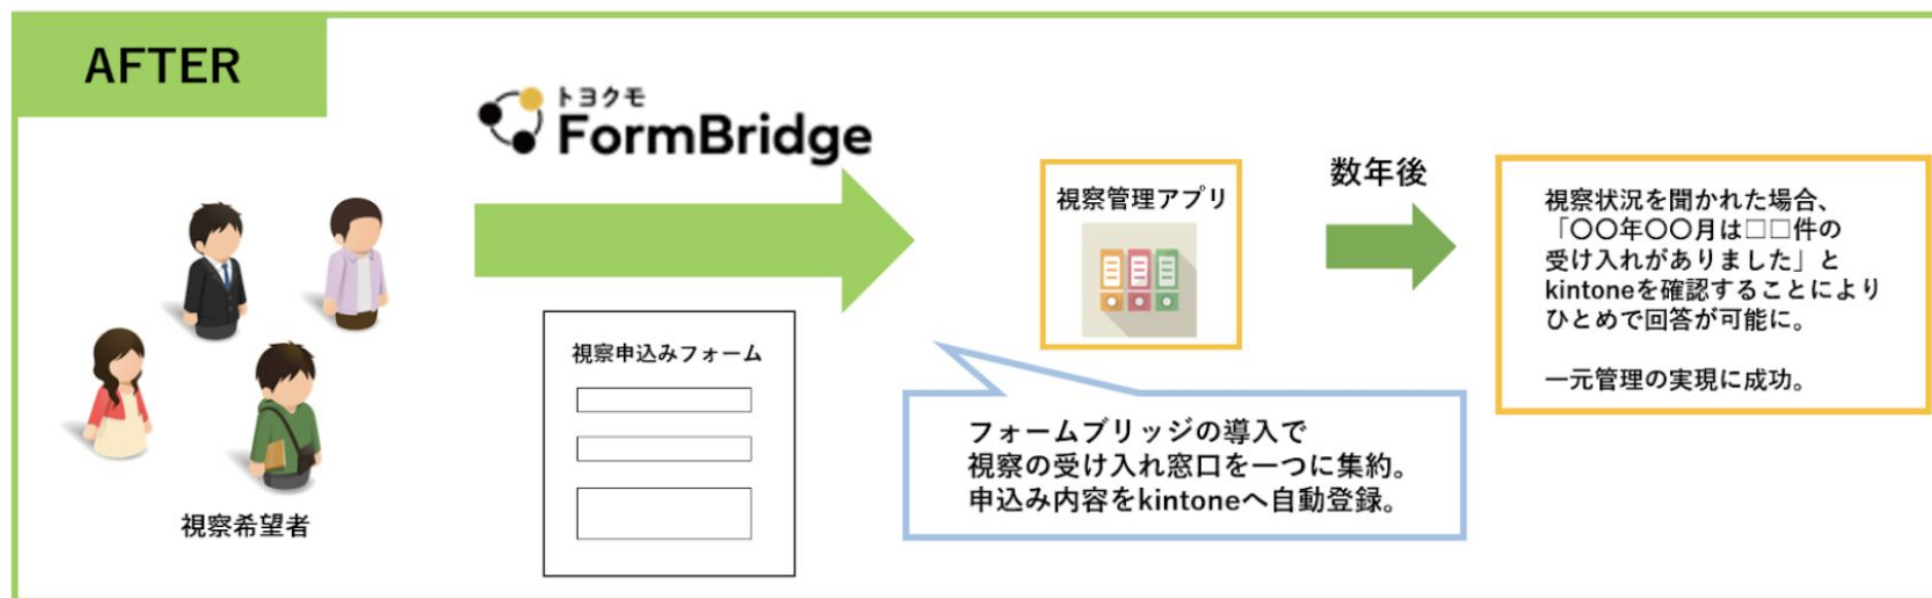 AFTER
トヨクモ
FormBridge
視察希望者
視察申込みフォーム
視察管理アプリ
フォームブリッジの導入で
視察の受け入れ窓口を一つに集約。
申込み内容をkintoneへ自動登録。
数年後
視察状況を聞かれた場合、
「〇〇年〇〇月は□□件の
受け入れがありました」と
kintoneを確認することにより
ひとめで回答が可能に。
一元管理の実現に成功。